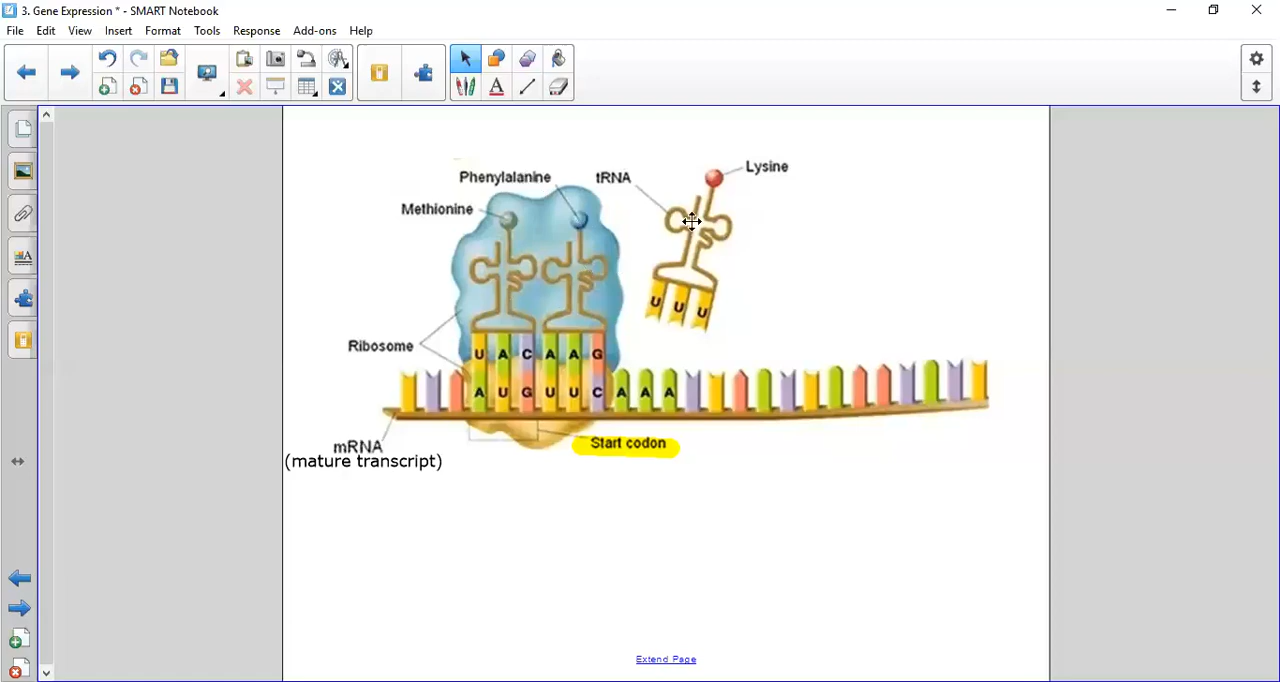 3. Gene Expression * - SMART Notebook
File Edit View Insert Format Tools Add-ons Help
Lysine
Phenylalanine tRNA
Methionine
U U U
Ribosome
U A C A A G
A U G U U C A A A
Start codon
mRNA
(mature transcript)
Extend Page